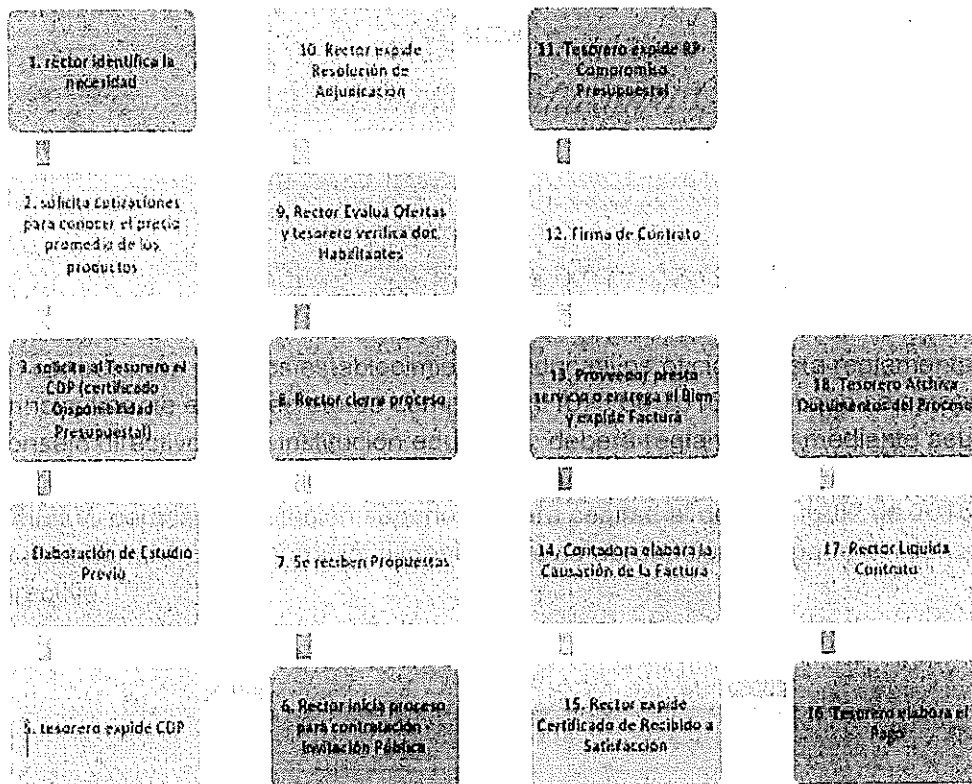 1. rector identifica la
necesidad
2. solicita cotizaciones
para conocer el precio
promedio de los
productos
3. solicita al Tesorero el
CDP (certificado
Disponibilidad
Presupuestal)
. Elaboración de Estudio
Previo
5. tesorero expide CDP
6. Rector inicia proceso
para contratación -
Invitación Pública
7. Se reciben Propuestas
8. Rector cierra proceso
9. Rector Evalua Ofertas
y tesorero verifica doc.
Habilitantes
10. Rector expide
Resolución de
Adjudicación
11. Tesorero expide RP-
Compromiso
Presupuestal
12. Firma de Contrato
13. Proveedor presta
servicio o entrega el Bien
y expide Factura
14. Contadora elabora la
Causación de la Factura
15. Rector expide
Certificado de Recibido a
Satisfacción
16. Tesorero elabora el
Pago
17. Rector Liquida
Contrato
18. Tesorero Archiva
Documentos del Proceso